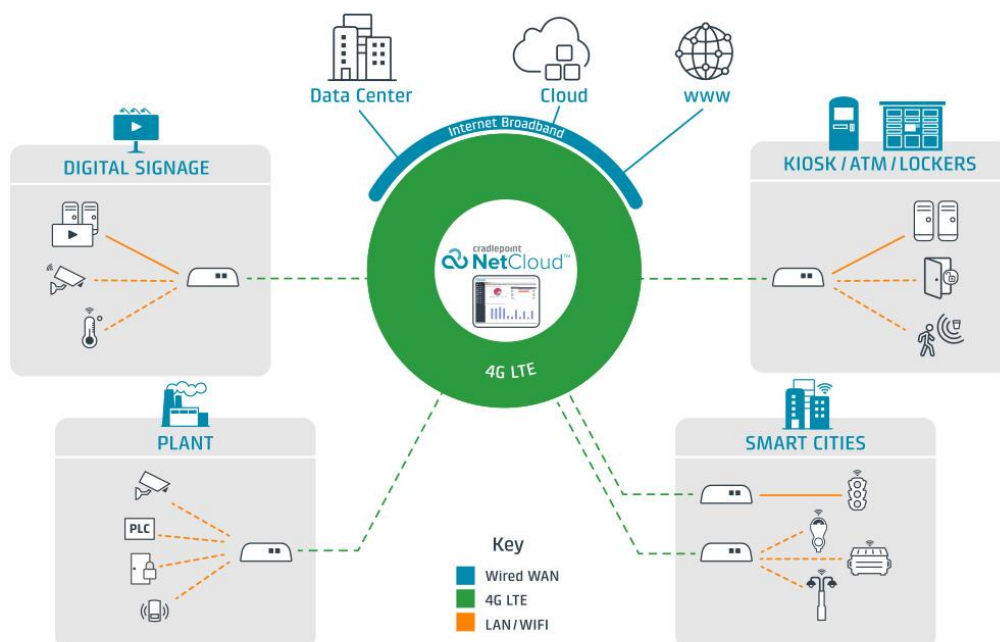 Data Center
Cloud
www
Internet Broadband
DIGITAL SIGNAGE
KIOSK / ATM / LOCKERS
cradlepoint
NetCloud™
4G LTE
PLANT
SMART CITIES
PLC
Key
Wired WAN
4G LTE
LAN/WIFI